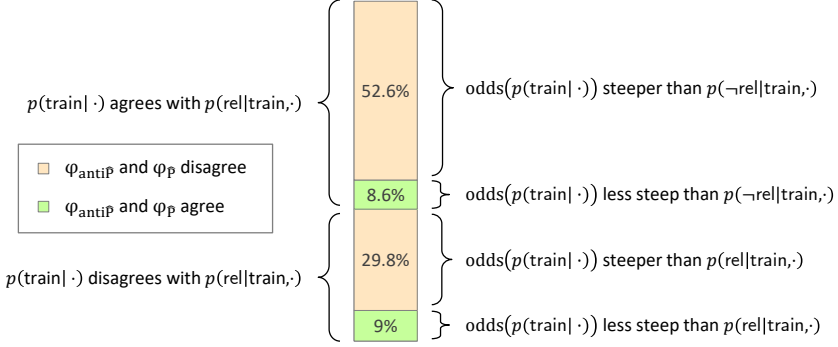 52.6%
odds(p(train| ·)) steeper than p(¬rel|train,·)
p(train| ·) agrees with p(rel|train,·)
φantiP̂ and φP̂ disagree
φantiP̂ and φP̂ agree
8.6%
odds(p(train| ·)) less steep than p(¬rel|train,·)
29.8%
odds(p(train| ·)) steeper than p(rel|train,·)
p(train| ·) disagrees with p(rel|train,·)
9%
odds(p(train| ·)) less steep than p(rel|train,·)